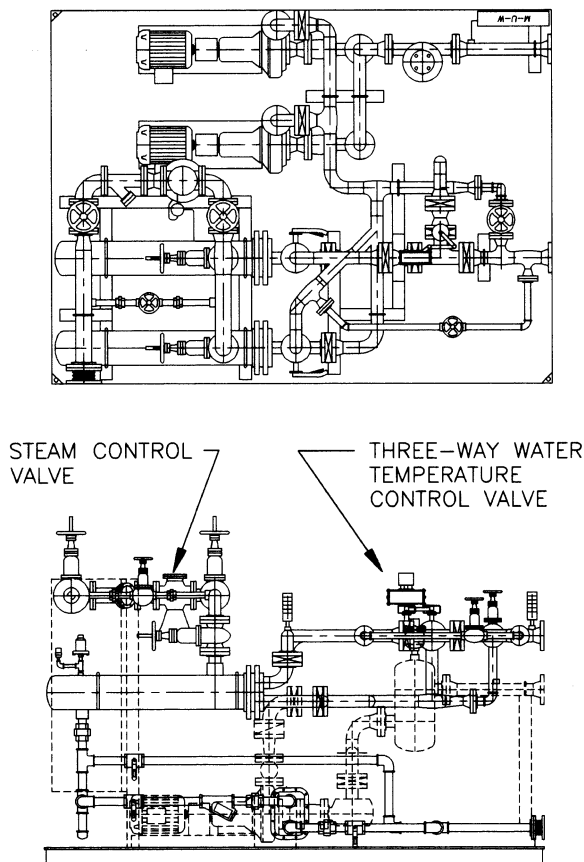 M-U-W
STEAM CONTROL
VALVE
THREE-WAY WATER
TEMPERATURE
CONTROL VALVE